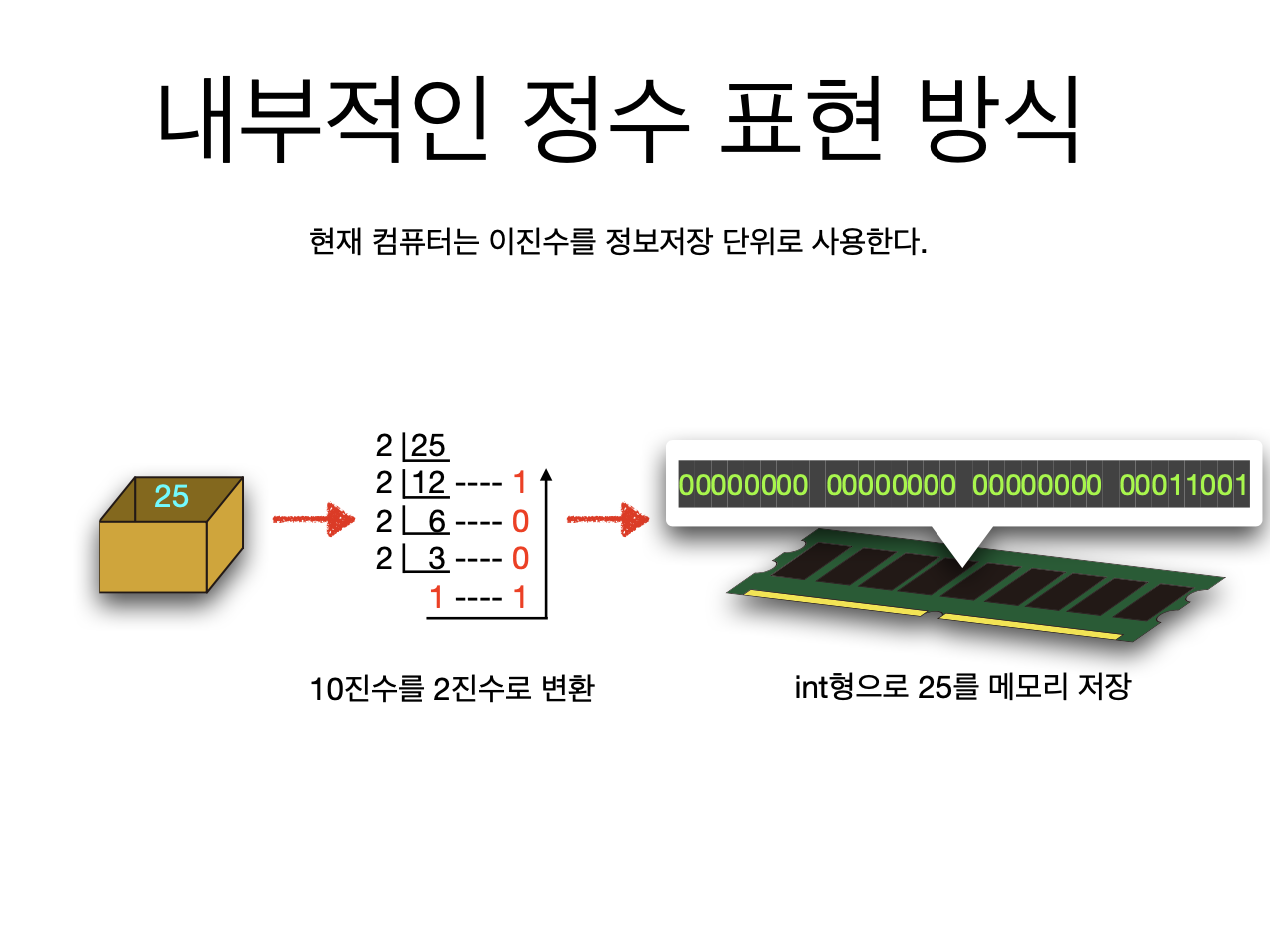 내부적인 정수 표현 방식
현재 컴퓨터는 이진수를 정보저장 단위로 사용한다.
25
2 25
2 12 ---- 1
2 6 ---- 0
2 3 ---- 0
1 ---- 1
00000000 00000000 00000000 00011001
10진수를 2진수로 변환
int형으로 25를 메모리 저장